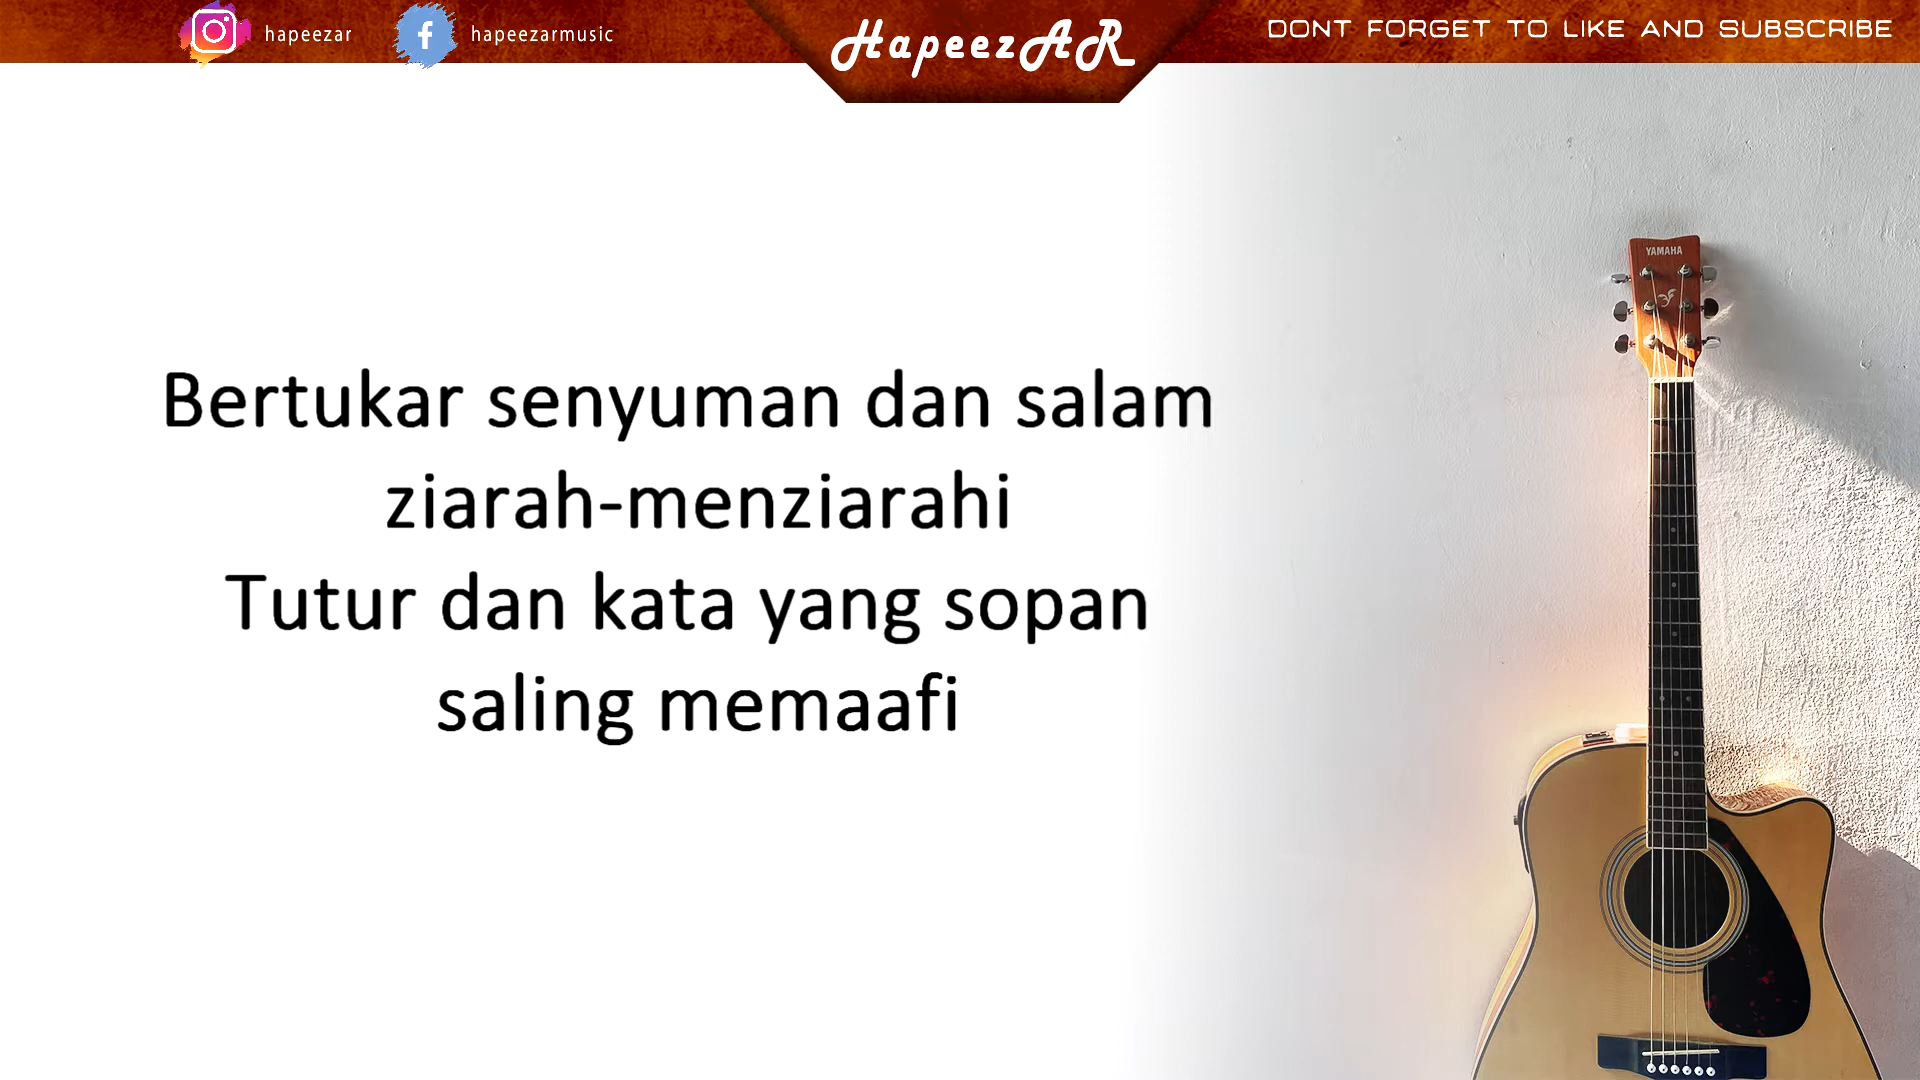 hapeezar
hapeezarmusic
HapeezAR
DONT FORGET TO LIKE AND SUBSCRIBE
YAMAHA
Bertukar senyuman dan salam
ziarah-menziarahi
Tutur dan kata yang sopan
saling memaafi